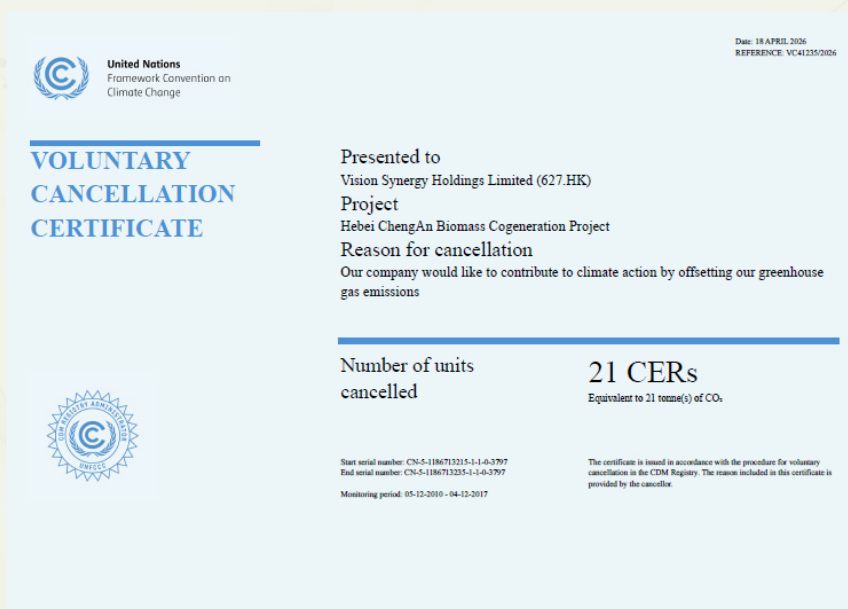 Date: 18 APRIL 2026
REFERENCE: VC41235/2026
United Nations
Framework Convention on
Climate Change
VOLUNTARY
CANCELLATION
CERTIFICATE
Presented to
Vision Synergy Holdings Limited (627.HK)
Project
Hebei ChengAn Biomass Cogeneration Project
Reason for cancellation
Our company would like to contribute to climate action by offsetting our greenhouse
gas emissions
Number of units
cancelled
21 CERs
Equivalent to 21 tonne(s) of CO₂
CDM REGISTRY ADMINISTRATOR
UNFCCC
Start serial number: CN-5-1186713215-1-1-0-3797
End serial number: CN-5-1186713235-1-1-0-3797
Monitoring period: 05-12-2010 - 04-12-2017
The certificate is issued in accordance with the procedure for voluntary
cancellation in the CDM Registry. The reason included in this certificate is
provided by the cancellor.